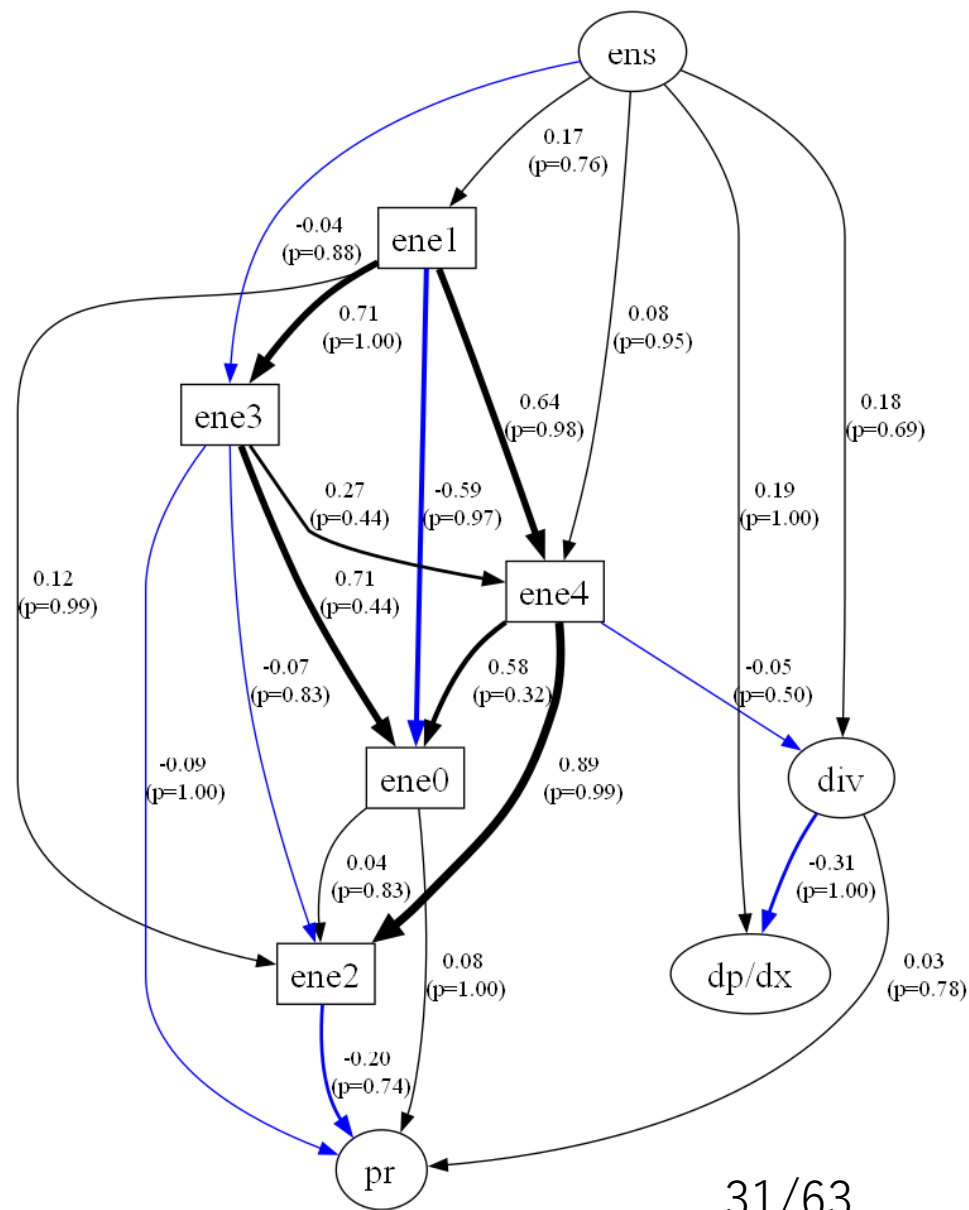 ens
0.17
(p=0.76)
-0.04
(p=0.88)
ene1
0.71
(p=1.00)
0.08
(p=0.95)
ene3
0.64
(p=0.98)
0.18
(p=0.69)
0.27
(p=0.44)
-0.59
(p=0.97)
0.19
(p=1.00)
0.12
(p=0.99)
0.71
(p=0.44)
ene4
-0.07
(p=0.83)
0.58
(p=0.32)
-0.05
(p=0.50)
-0.09
(p=1.00)
ene0
0.89
(p=0.99)
div
0.04
(p=0.83)
-0.31
(p=1.00)
ene2
0.08
(p=1.00)
dp/dx
0.03
(p=0.78)
-0.20
(p=0.74)
pr
31/63